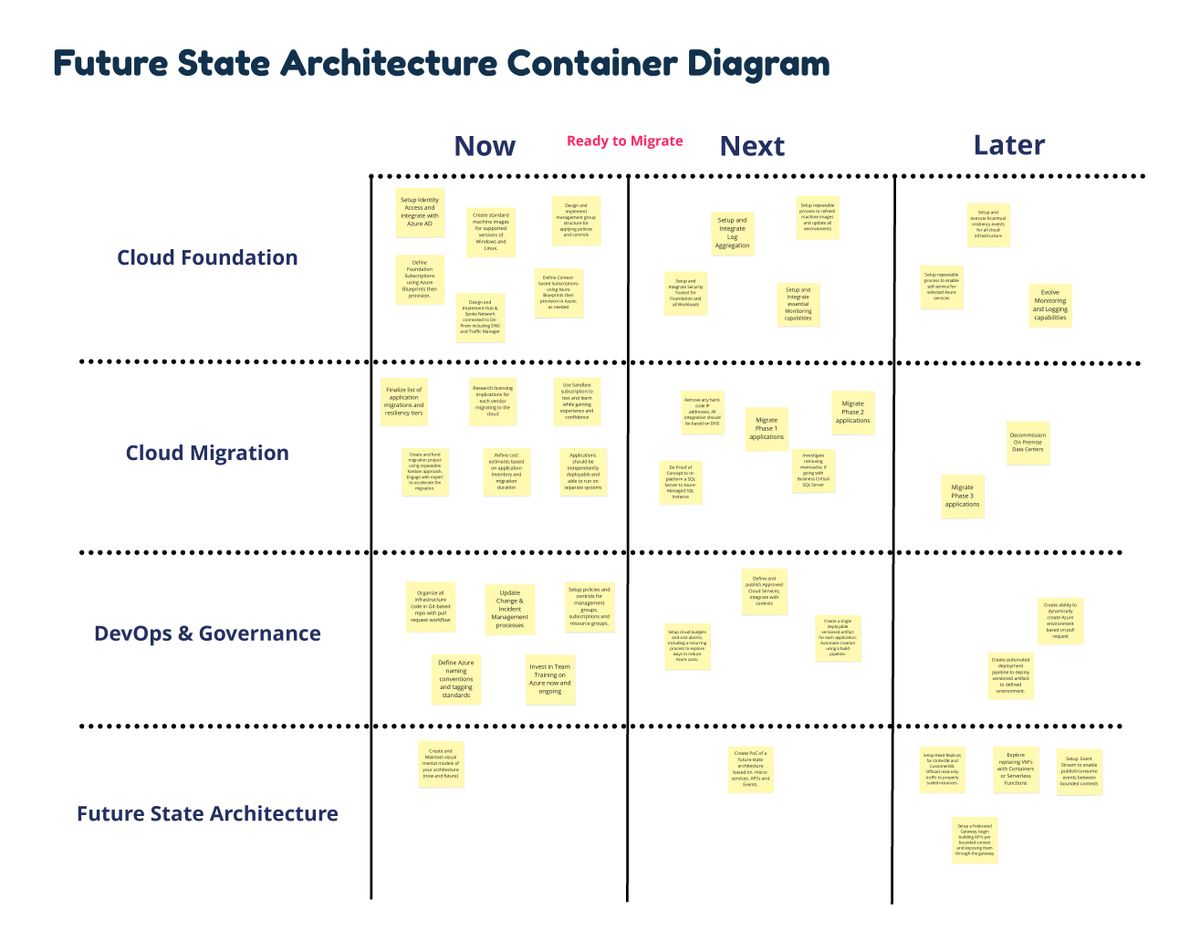 Future State Architecture Container Diagram
Now
Ready to Migrate
Next
Later
Cloud Foundation
Setup Identity
Access and
integrate with
Azure AD
Create standard
machine images
for supported
versions of
Windows and
Linux.
Design and
implement
management group
structure for
applying policies
and controls
Define
Foundation
Subscriptions
using Azure
Blueprints then
provision.
Design and
implement Hub &
Spoke Network
connected to On-
Prem including DNS
and Traffic Manager
Define Context-
based Subscriptions
using Azure
Blueprints then
provision in Azure,
as needed
Setup and
Integrate
Log
Aggregation
Setup repeatable
process to refresh
machine images
and update all
environments
Setup and
Integrate Security
Toolset for
Foundation and
all Workloads
Setup and
Integrate
essential
Monitoring
capabilities
Setup and
execute bi-annual
resiliency events
for all cloud
infrastructure
Setup repeatable
process to enable
self-service for
selected Azure
services
Evolve
Monitoring
and Logging
capabilities
Cloud Migration
Finalize list of
application
migrations and
resiliency tiers
Research licensing
implications for
each vendor
migrating to the
cloud
Use Sandbox
subscription to
test and learn
while gaining
experience and
confidence
Create and fund
migration project
using repeatable
Kanban approach.
Engage with expert
to accelerate the
migration.
Refine cost
estimates based
on application
inventory and
migration
duration
Applications
should be
independently
deployable and
able to run on
separate systems
Remove any hard-
code IP
addresses. All
integration should
be based on DNS
Migrate
Phase 1
applications
Migrate
Phase 2
applications
Do Proof of
Concept to re-
platform a SQL
Server to Azure
Managed SQL
Instance
Investigate
removing
memcache, if
going with
Business Critical
SQL Server
Decommission
On Premise
Data Centers
Migrate
Phase 3
applications
DevOps & Governance
Organize all
infrastructure
code in Git-based
repo with pull
request workflow
Update
Change &
Incident
Management
processes
Setup policies and
controls for
management
groups,
subscriptions and
resource groups.
Define Azure
naming
conventions
and tagging
standards
Invest in Team
Training on
Azure now and
ongoing
Define and
publish Approved
Cloud Services,
integrate with
controls
Setup cloud budgets
and cost alarms,
including a recurring
process to explore
ways to reduce
Azure costs.
Create a single
deployable
versioned artifact
for each application.
Automate creation
using a build
pipeline.
Create ability to
dynamically
create Azure
environment
based on pull
request
Create automated
deployment
pipeline to deploy
versioned artifact
to defined
environment.
Future State Architecture
Create and
Maintain visual
mental models of
your architecture
(now and future)
Create PoC of a
future-state
architecture
based on micro-
services, API's and
Events.
Setup Read Replicas
for OrderDB and
CustomerDB.
Offload read-only
traffic to properly
scaled instances.
Explore
replacing VM's
with Containers
or Serverless
Functions
Setup Event
Stream to enable
publish/consume
events between
bounded contexts
Setup a Federated
Gateway, begin
building API's per
bounded context
and exposing them
through the gateway